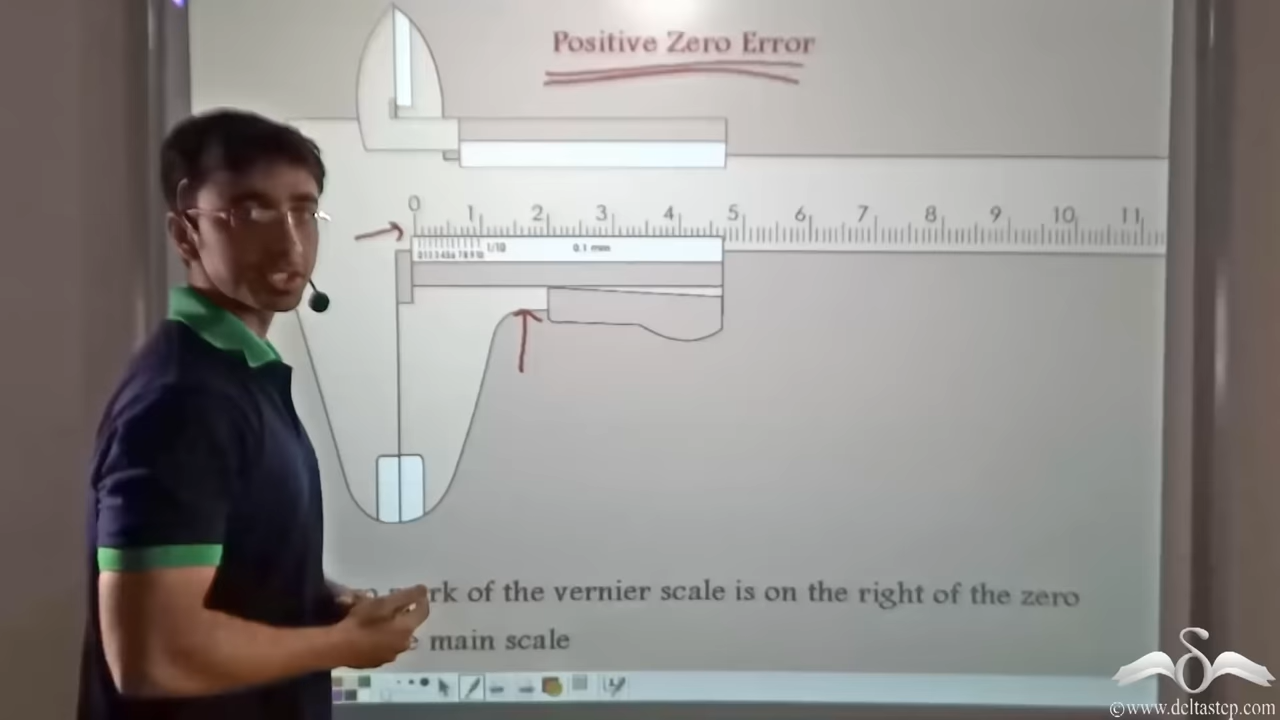 Positive Zero Error
0 1 2 3 4 5 6 7 8 9 10 11
1/10 0.1 mm
of the vernier scale is on the right of the zero
main scale
©www.deltastep.com